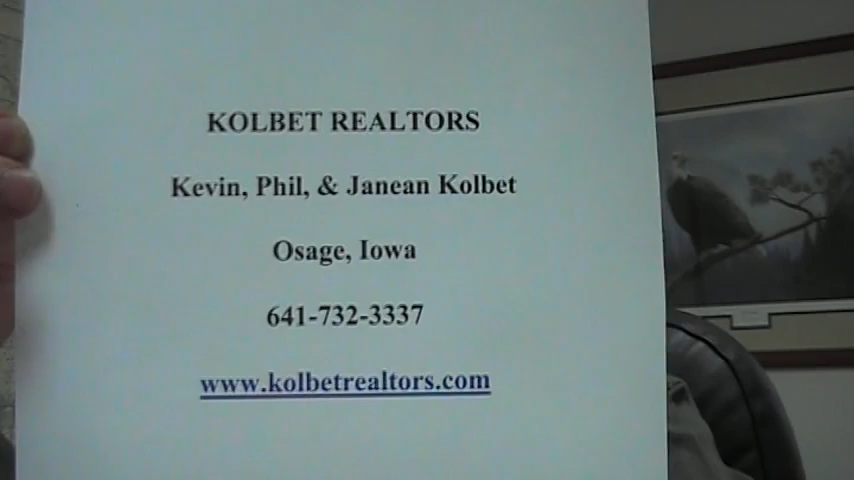 KOLBET REALTORS
Kevin, Phil, & Janean Kolbet
Osage, Iowa
641-732-3337
www.kolbetrealtors.com